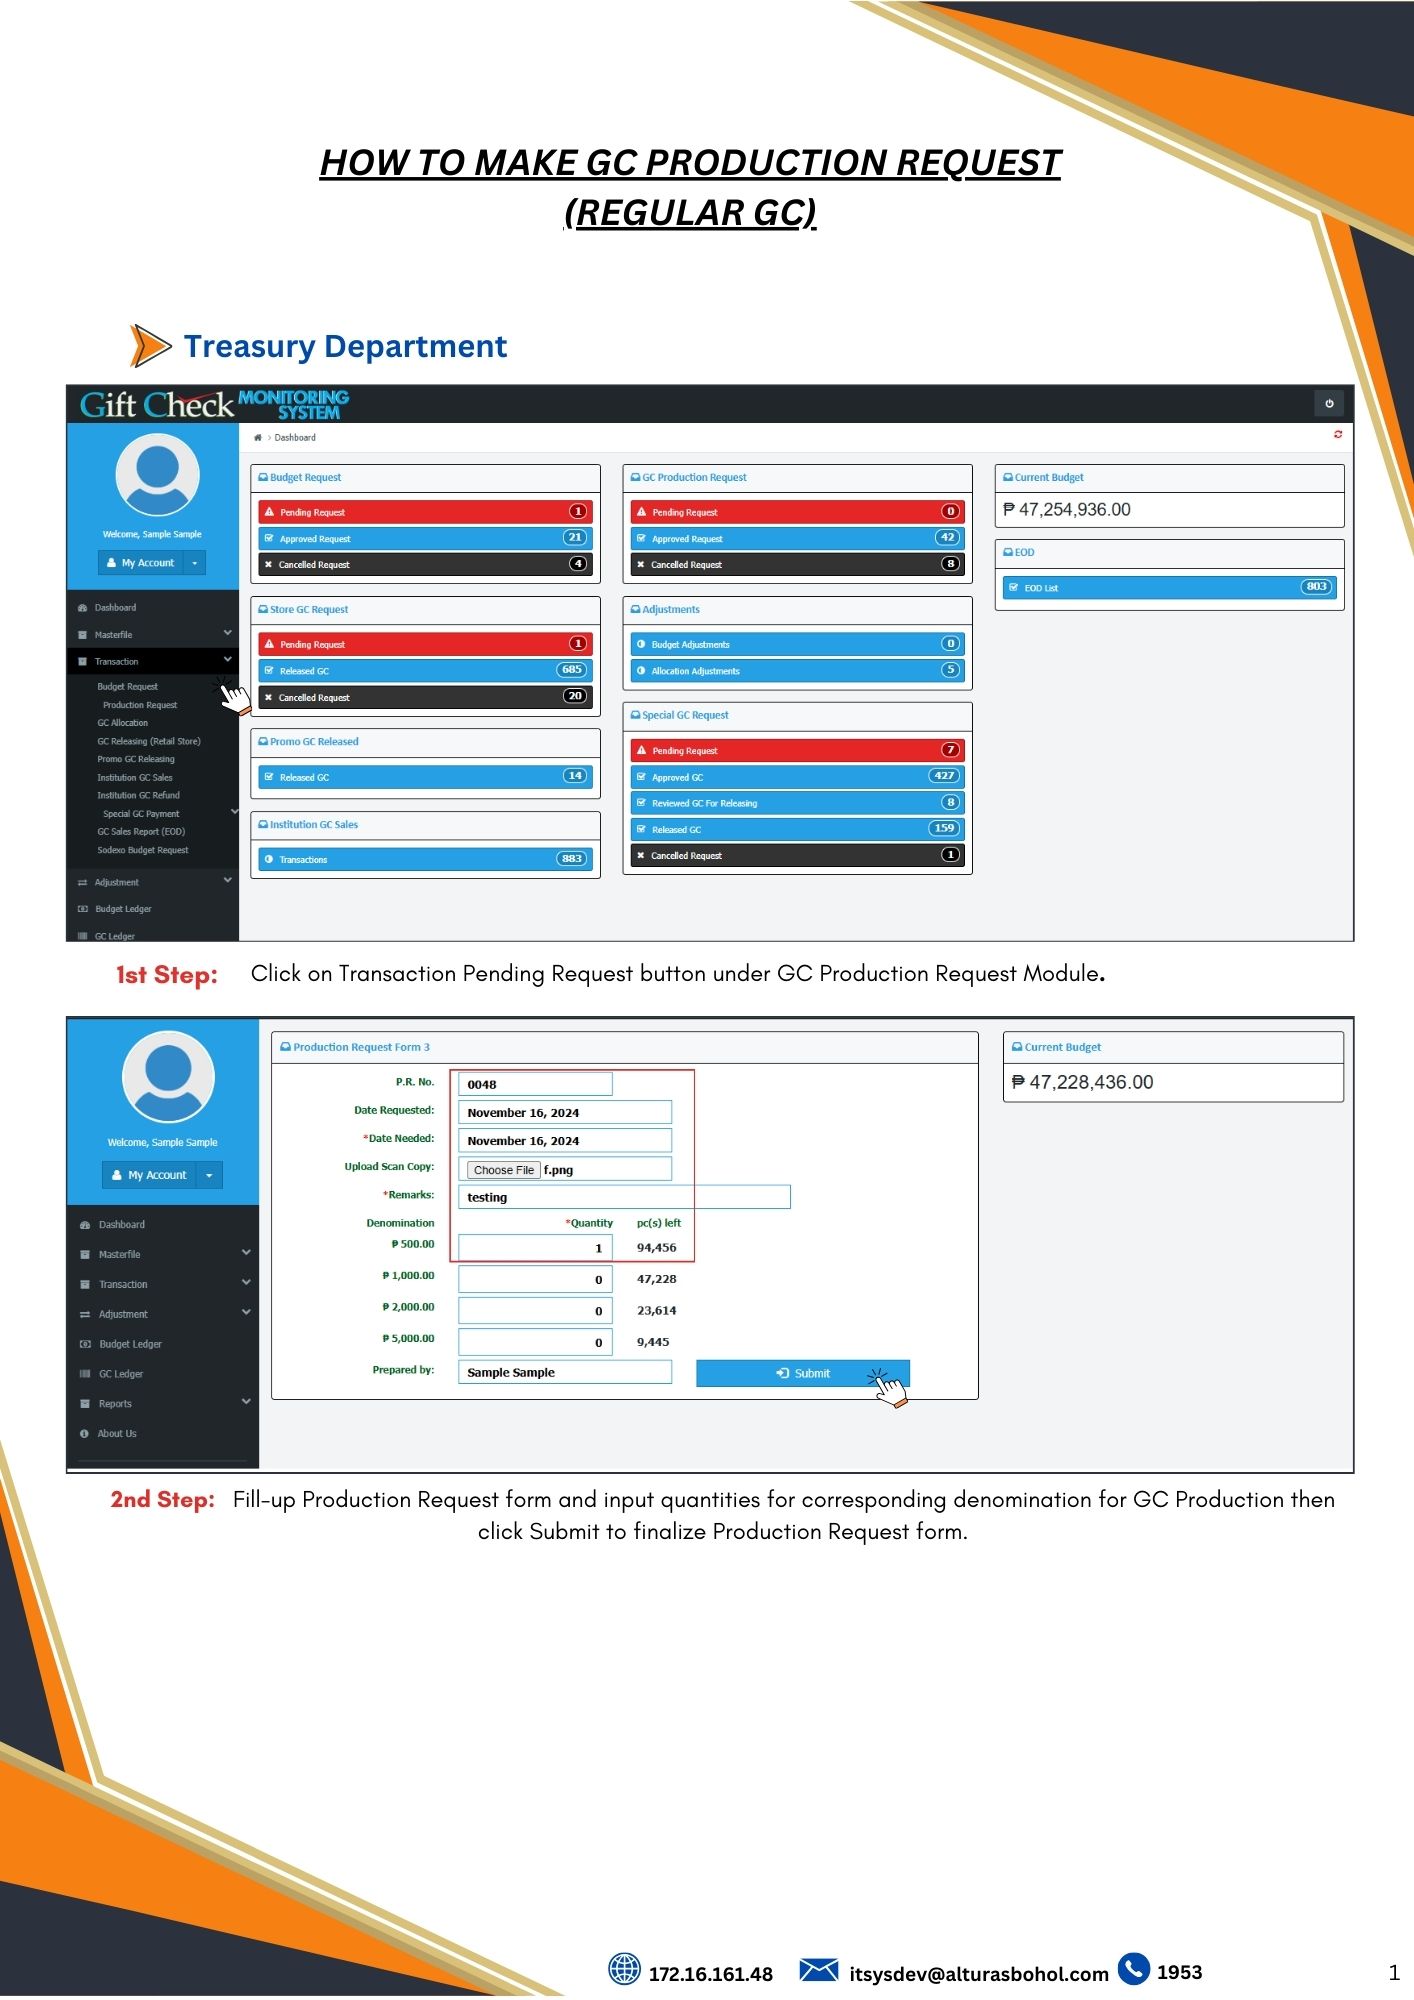 HOW TO MAKE GC PRODUCTION REQUEST
(REGULAR GC)
Treasury Department
Gift Check MONITORING SYSTEM
> Dashboard
Welcome, Sample Sample
My Account
Dashboard
Masterfile
Transaction
Budget Request
Production Request
GC Allocation
GC Releasing (Retail Store)
Promo GC Releasing
Institution GC Sales
Institution GC Refund
Special GC Payment
GC Sales Report (EOD)
Sodexo Budget Request
Adjustment
Budget Ledger
GC Ledger
Budget Request
Pending Request 1
Approved Request 21
Cancelled Request 4
Store GC Request
Pending Request 1
Released GC 685
Cancelled Request 20
Promo GC Released
Released GC 14
Institution GC Sales
Transactions 883
GC Production Request
Pending Request 0
Approved Request 42
Cancelled Request 8
Adjustments
Budget Adjustments 0
Allocation Adjustments 5
Special GC Request
Pending Request 7
Approved GC 427
Reviewed GC For Releasing 8
Released GC 159
Cancelled Request 1
Current Budget
₱ 47,254,936.00
EOD
EOD List 803
1st Step: Click on Transaction Pending Request button under GC Production Request Module.
Welcome, Sample Sample
My Account
Dashboard
Masterfile
Transaction
Adjustment
Budget Ledger
GC Ledger
Reports
About Us
Production Request Form 3
P.R. No. 0048
Date Requested: November 16, 2024
*Date Needed: November 16, 2024
Upload Scan Copy: Choose File f.png
*Remarks: testing
Denomination *Quantity pc(s) left
₱ 500.00 1 94,456
₱ 1,000.00 0 47,228
₱ 2,000.00 0 23,614
₱ 5,000.00 0 9,445
Prepared by: Sample Sample Submit
Current Budget
₱ 47,228,436.00
2nd Step: Fill-up Production Request form and input quantities for corresponding denomination for GC Production then
click Submit to finalize Production Request form.
172.16.161.48 itsysdev@alturasbohol.com 1953 1